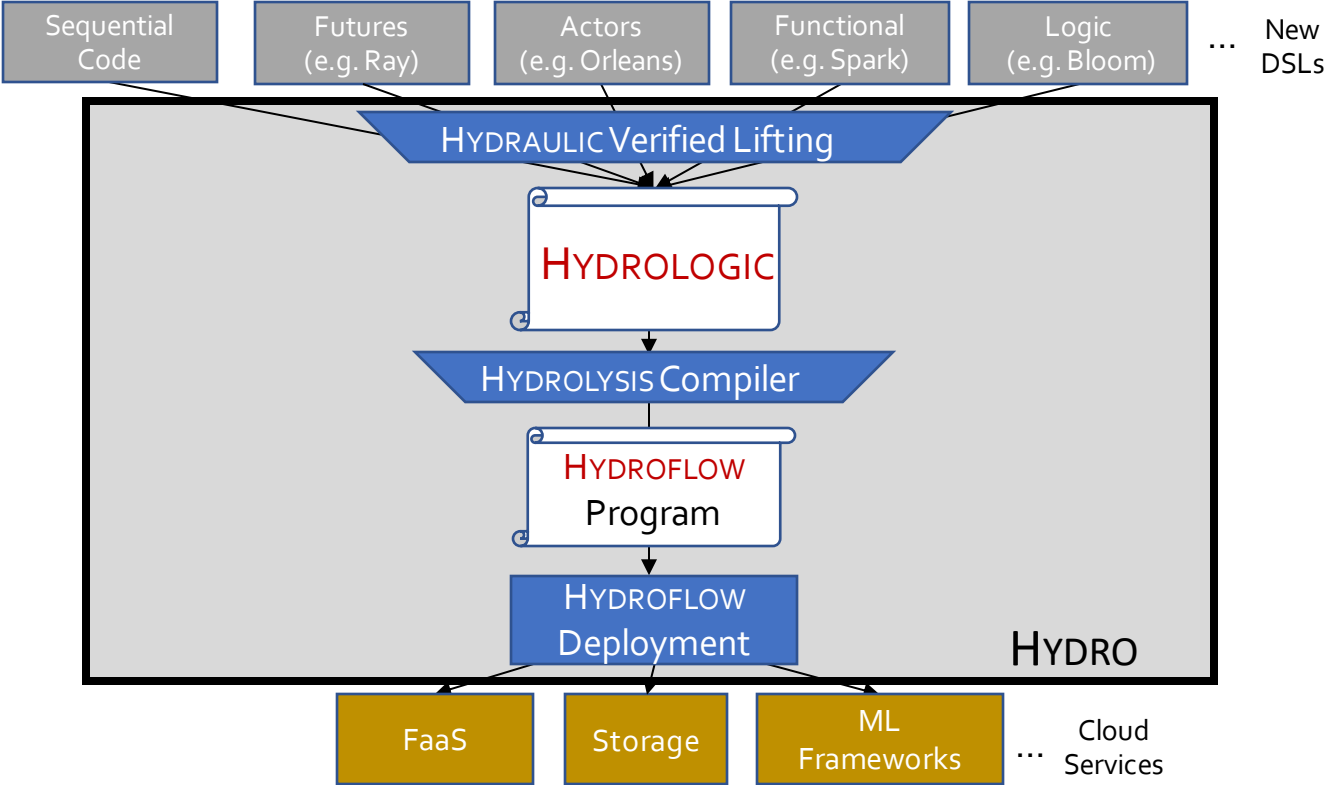 Sequential
Code
Futures
(e.g. Ray)
Actors
(e.g. Orleans)
Functional
(e.g. Spark)
Logic
(e.g. Bloom)
... New
DSLs
HYDRAULIC Verified Lifting
HYDROLOGIC
HYDROLYSIS Compiler
HYDROFLOW
Program
HYDROFLOW
Deployment
HYDRO
FaaS
Storage
ML
Frameworks
... Cloud
Services